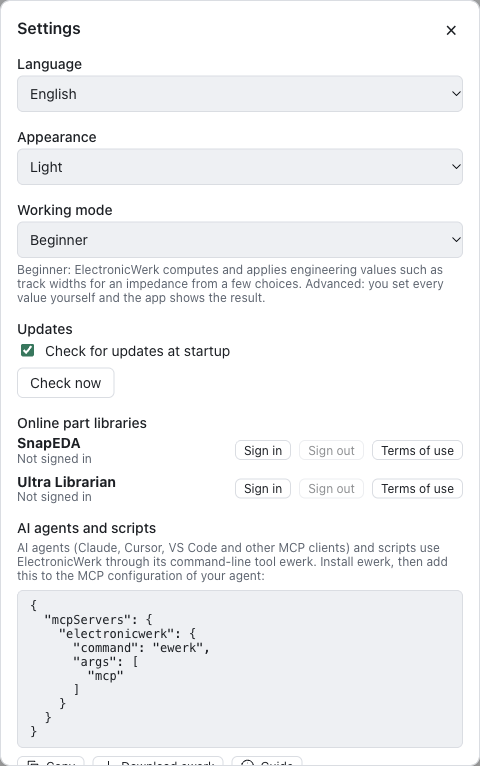 Settings
Language
English
Appearance
Light
Working mode
Beginner
Beginner: ElectronicWerk computes and applies engineering values such as
track widths for an impedance from a few choices. Advanced: you set every
value yourself and the app shows the result.
Updates
Check for updates at startup
Check now
Online part libraries
SnapEDA
Not signed in
Sign in Sign out Terms of use
Ultra Librarian
Not signed in
Sign in Sign out Terms of use
AI agents and scripts
AI agents (Claude, Cursor, VS Code and other MCP clients) and scripts use
ElectronicWerk through its command-line tool ewerk. Install ewerk, then add
this to the MCP configuration of your agent:
{
  "mcpServers": {
    "electronicwerk": {
      "command": "ewerk",
      "args": [
        "mcp"
      ]
    }
  }
}
Copy Download ewerk Guide